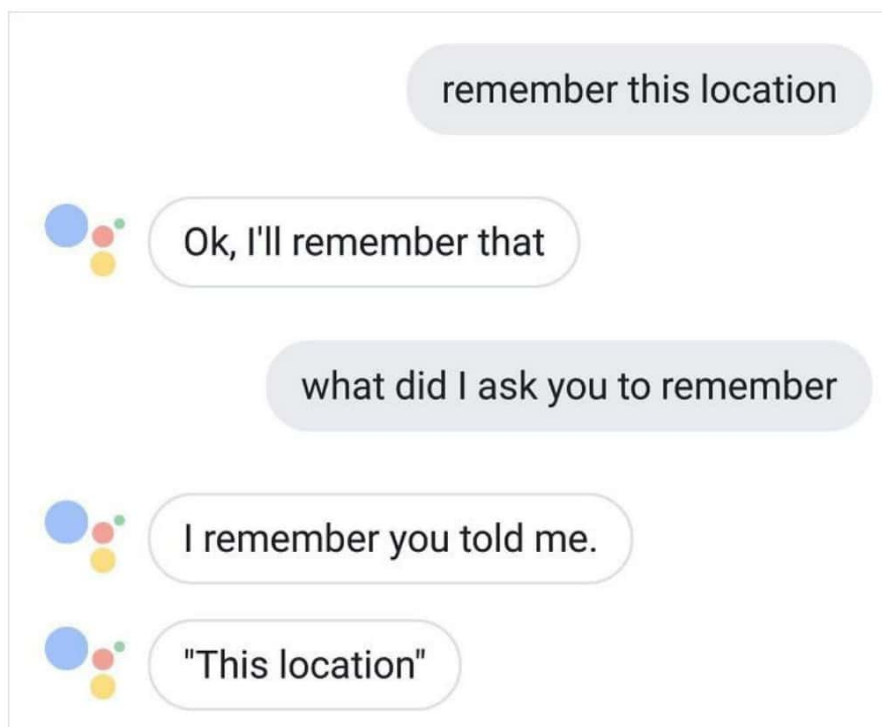 remember this location
Ok, I'll remember that
what did I ask you to remember
I remember you told me.
"This location"